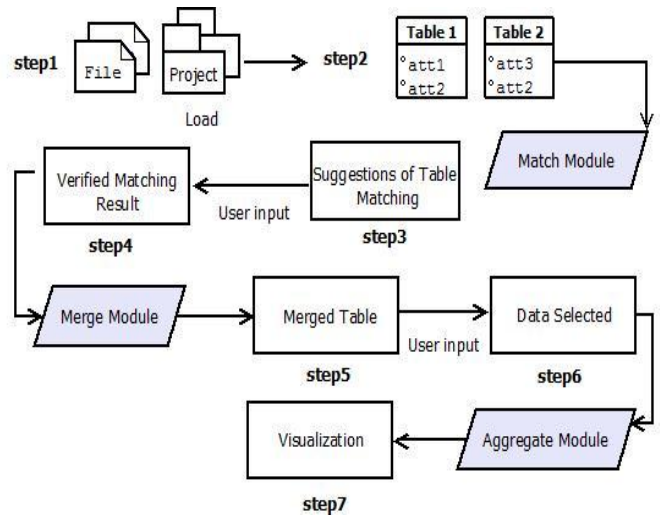 step1
File
Project
Load
step2
Table 1
°att1
°att2
Table 2
°att3
°att2
Match Module
Suggestions of Table
Matching
step3
User input
Verified Matching
Result
step4
Merge Module
Merged Table
step5
User input
Data Selected
step6
Aggregate Module
Visualization
step7